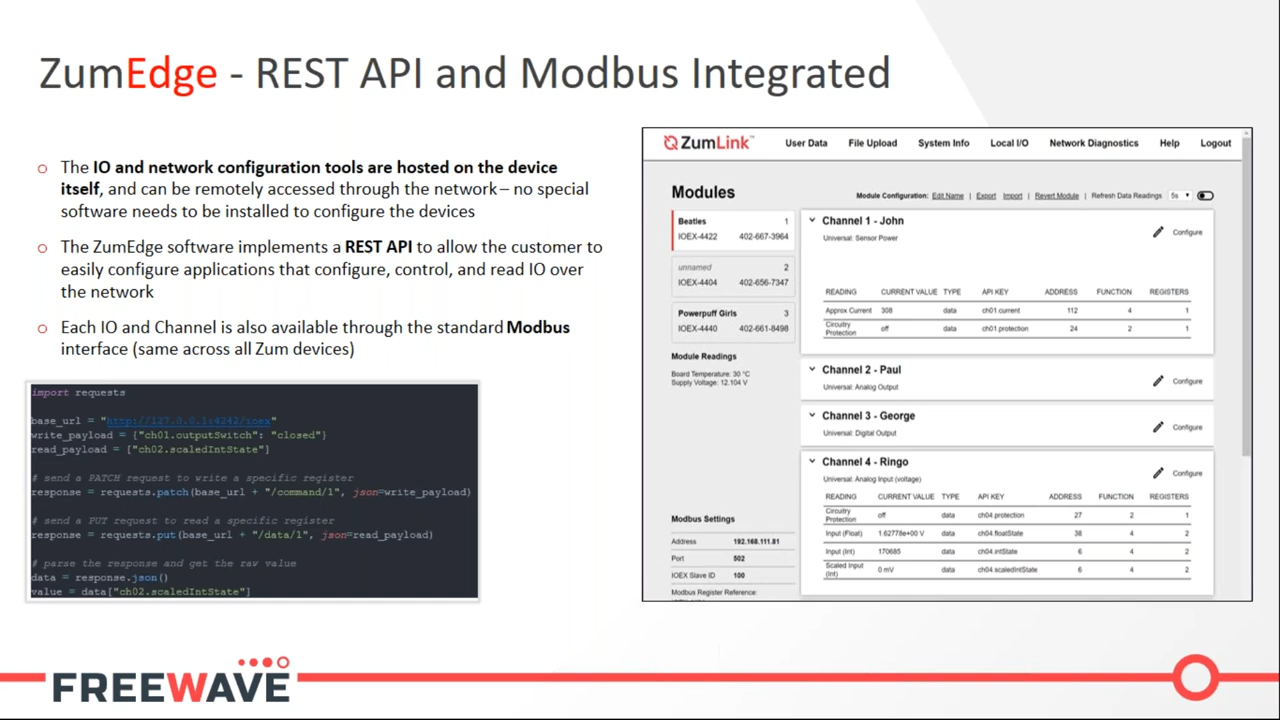 ZumEdge - REST API and Modbus Integrated
The IO and network configuration tools are hosted on the device
itself, and can be remotely accessed through the network – no special
software needs to be installed to configure the devices
The ZumEdge software implements a REST API to allow the customer to
easily configure applications that configure, control, and read IO over
the network
Each IO and Channel is also available through the standard Modbus
interface (same across all Zum devices)
import requests
base_url = "http://127.0.0.1:4242/ioex"
write_payload = {"ch01.outputSwitch": "closed"}
read_payload = ["ch02.scaledIntState"]
# send a PATCH request to write a specific register
response = requests.patch(base_url + "/command/1", json=write_payload)
# send a PUT request to read a specific register
response = requests.put(base_url + "/data/1", json=read_payload)
# parse the response and get the raw value
data = response.json()
value = data["ch02.scaledIntState"]
ZumLink™ User Data File Upload System Info Local I/O Network Diagnostics Help Logout
Modules
Module Configuration: Edit Name | Export Import | Revert Module | Refresh Data Readings 5s
Beatles 1
IOEX-4422 402-667-3964
unnamed 2
IOEX-4404 402-656-7347
Powerpuff Girls 3
IOEX-4440 402-661-8498
Module Readings
Board Temperature: 30 °C
Supply Voltage: 12.104 V
Modbus Settings
Address 192.168.111.81
Port 502
IOEX Slave ID 100
Modbus Register Reference:
Channel 1 - John
Universal: Sensor Power
Configure
READING CURRENT VALUE TYPE API KEY ADDRESS FUNCTION REGISTERS
Approx Current 308 data ch01.current 112 4 1
Circuitry
Protection off data ch01.protection 24 2 1
Channel 2 - Paul
Universal: Analog Output
Configure
Channel 3 - George
Universal: Digital Output
Configure
Channel 4 - Ringo
Universal: Analog Input (voltage)
Configure
READING CURRENT VALUE TYPE API KEY ADDRESS FUNCTION REGISTERS
Circuitry
Protection off data ch04.protection 27 2 1
Input (Float) 1.62778e+00 V data ch04.floatState 38 4 2
Input (Int) 170685 data ch04.intState 6 4 2
Scaled Input
(Int) 0 mV data ch04.scaledIntState 6 4 2
FREEWAVE